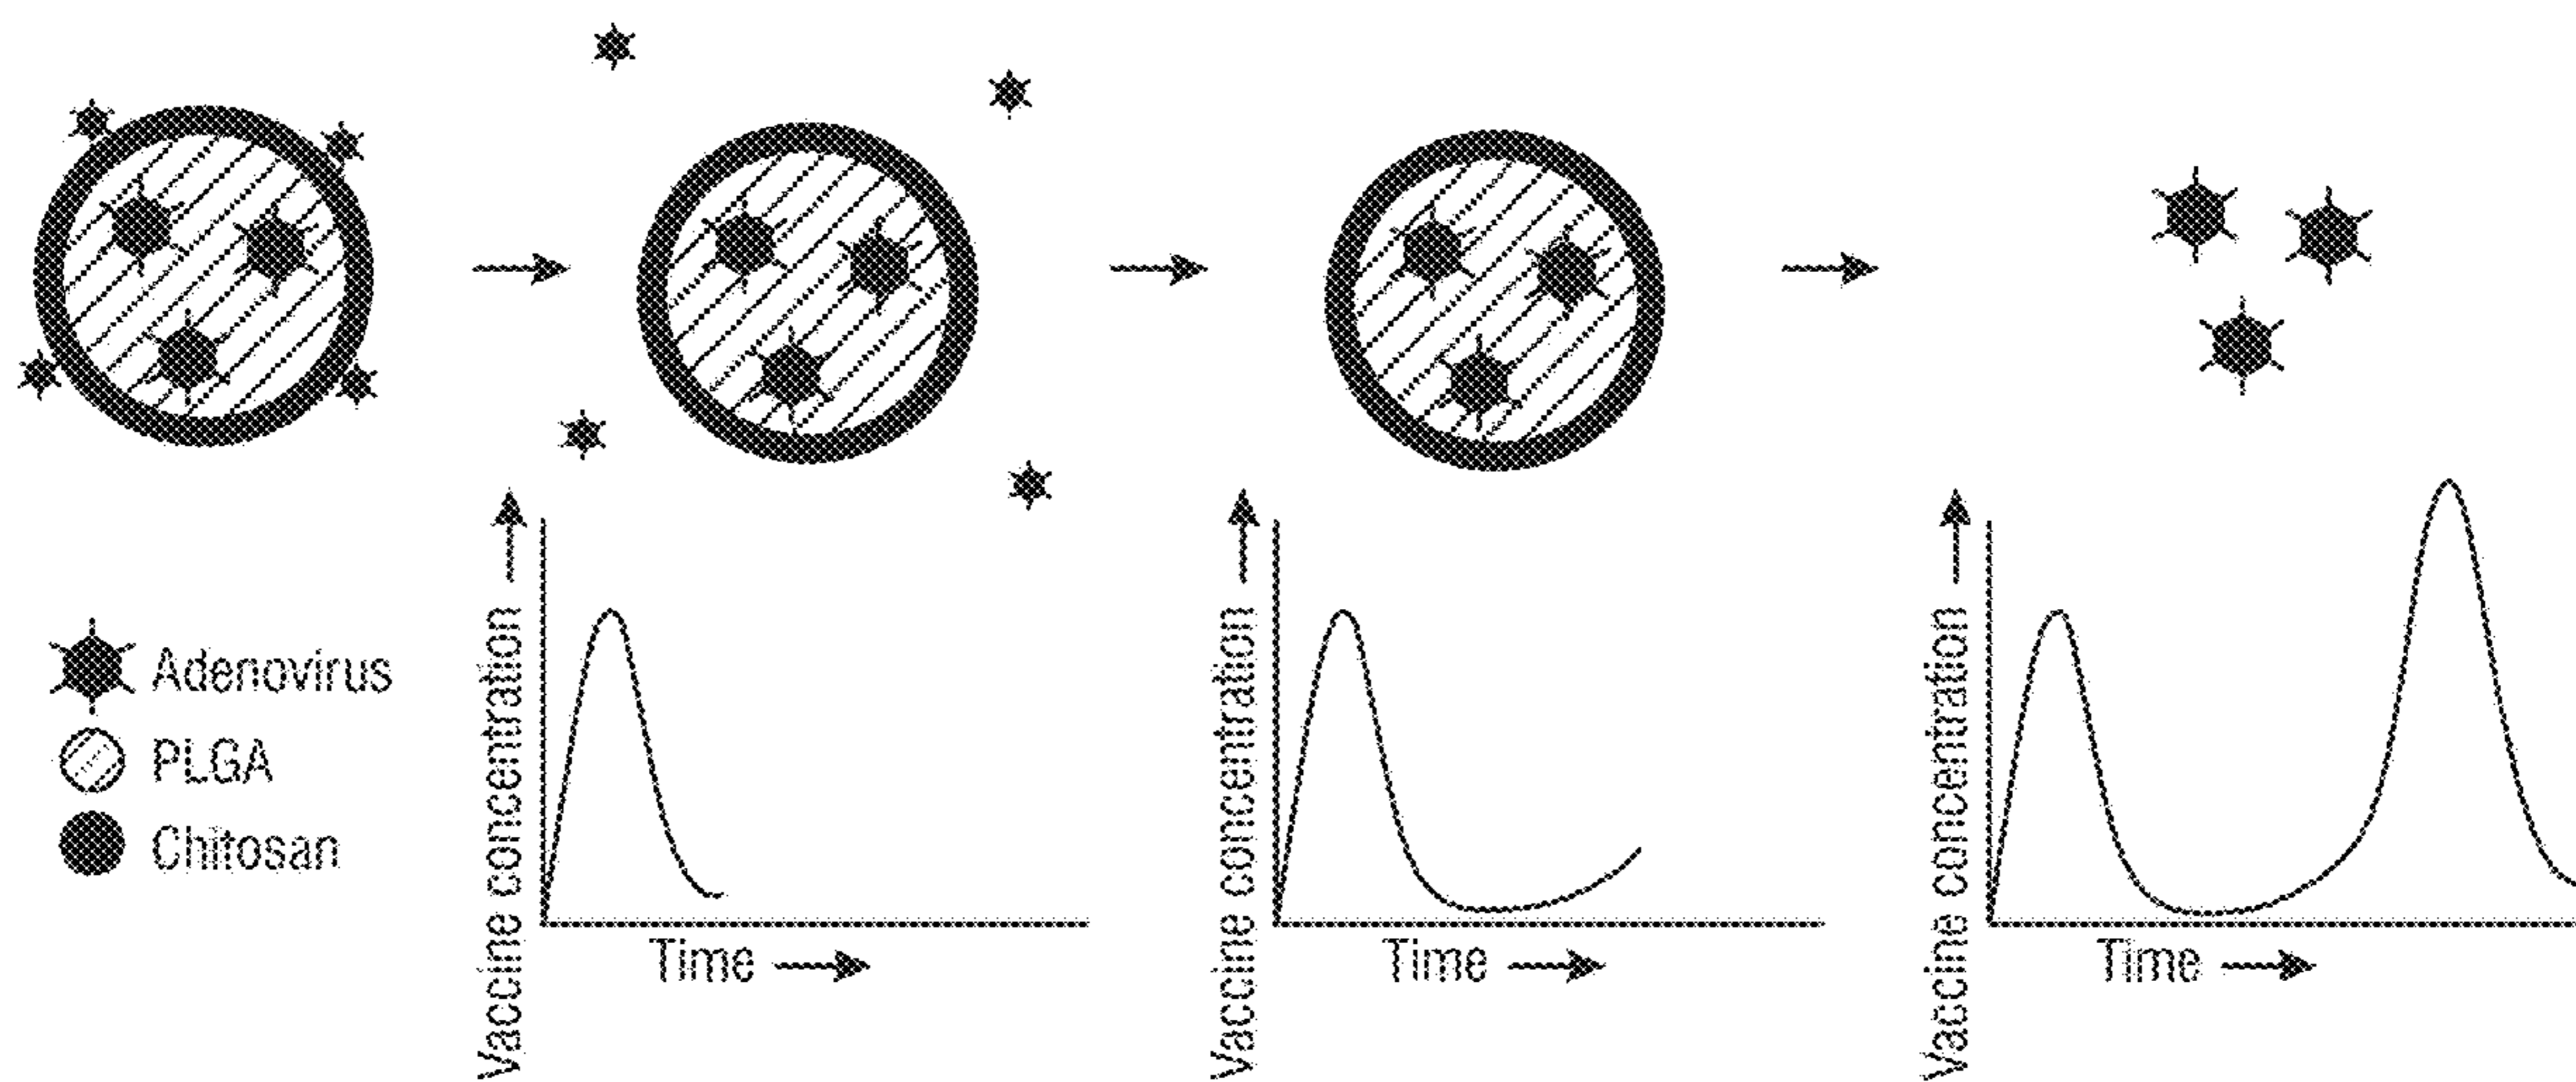 Adenovirus
PLGA
Chitosan
Vaccine concentration
Time
Vaccine concentration
Time
Vaccine concentration
Time